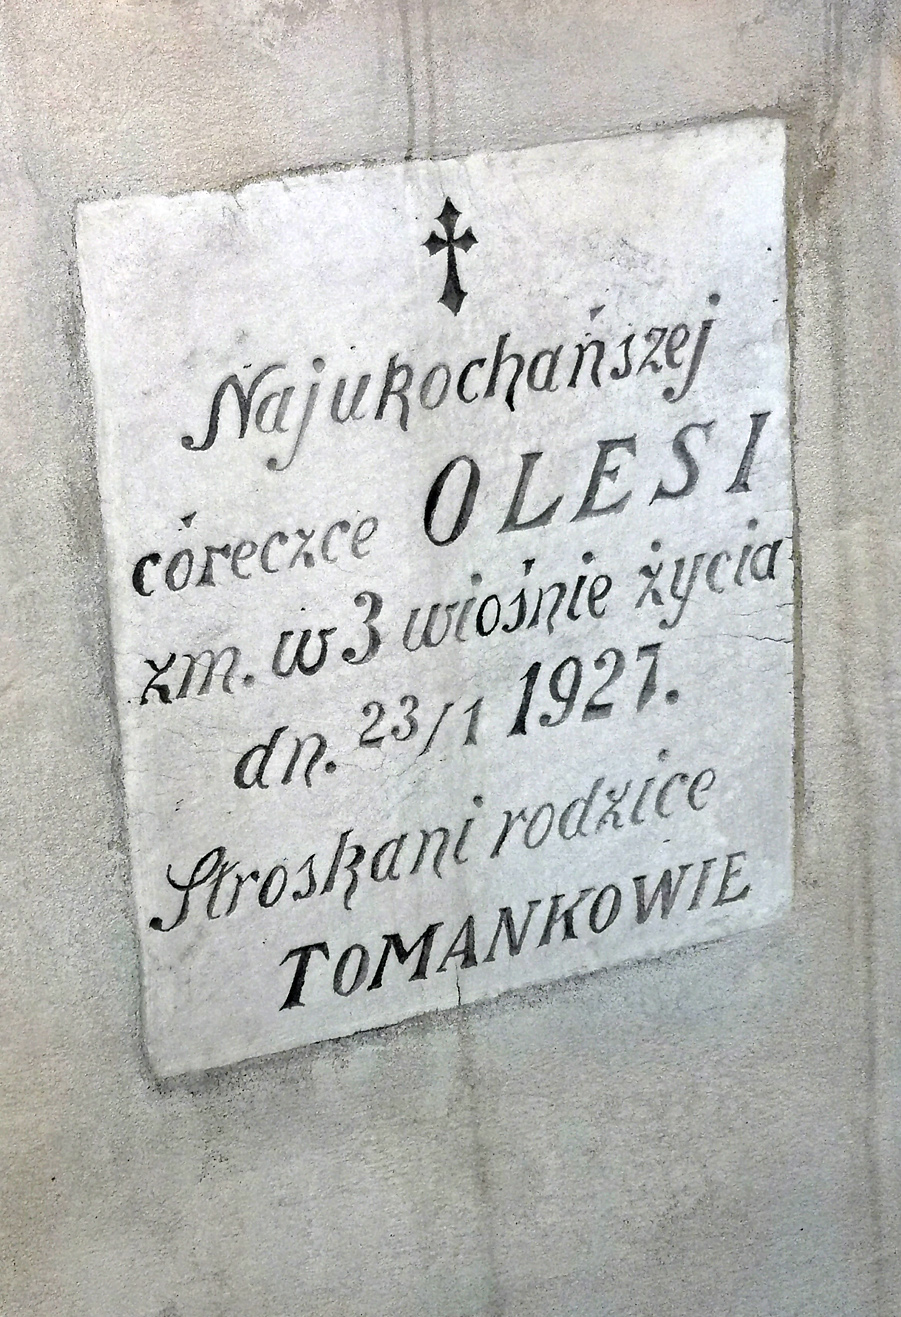 Najukochańszej
córeczce OLESI
zm. w 3 wiośnie życia
dn. 23/1 1927.
Stroskani rodzice
TOMANKOWIE